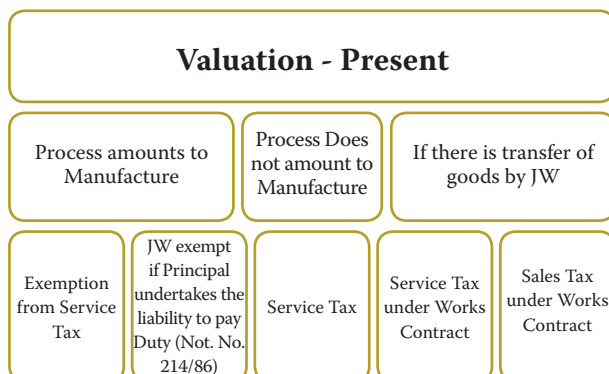 Valuation - Present
Process amounts to
Manufacture
Process Does
not amount to
Manufacture
If there is transfer of
goods by JW
Exemption
from Service
Tax
JW exempt
if Principal
undertakes the
liability to pay
Duty (Not. No.
214/86)
Service Tax
Service Tax
under Works
Contract
Sales Tax
under Works
Contract